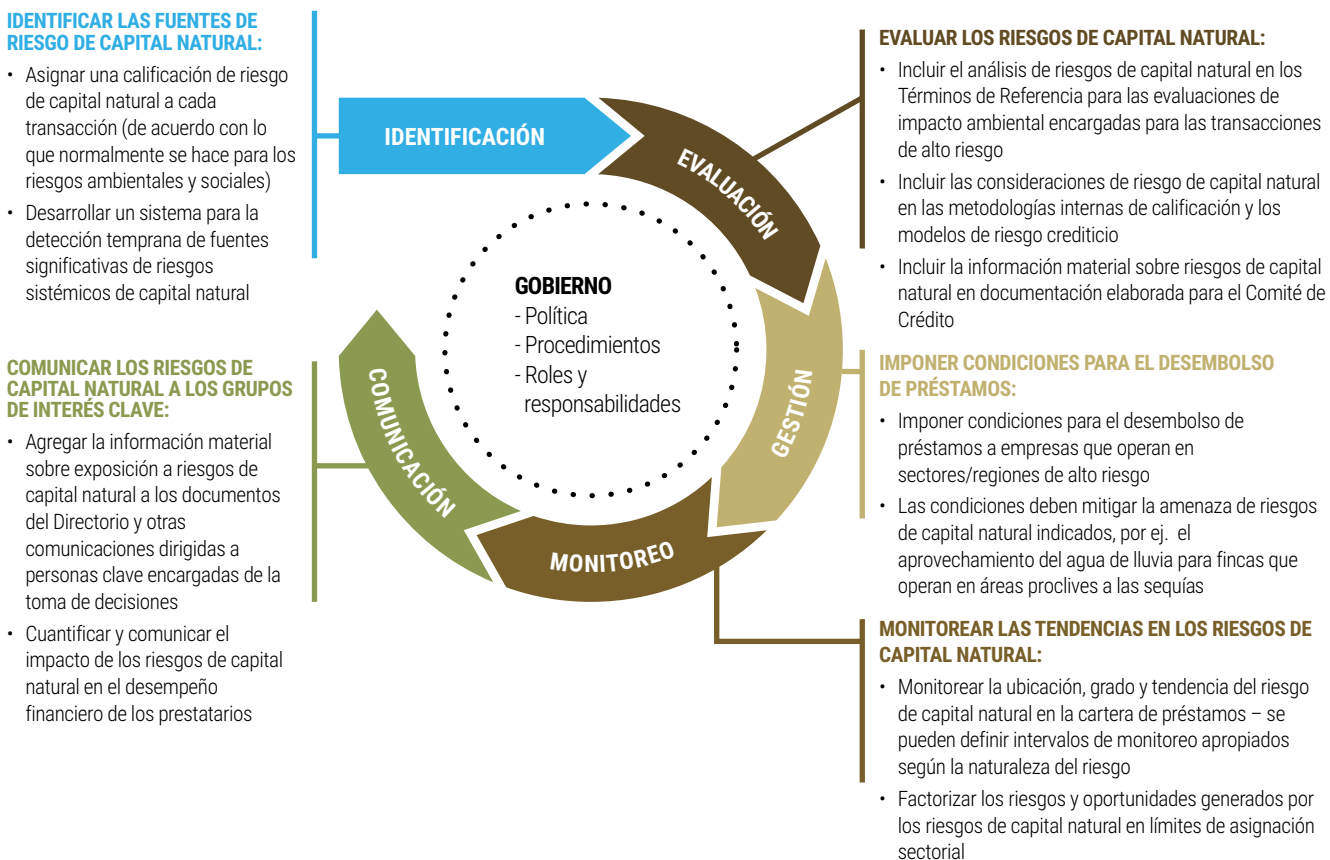 IDENTIFICAR LAS FUENTES DE
RIESGO DE CAPITAL NATURAL:
• Asignar una calificación de riesgo
de capital natural a cada
transacción (de acuerdo con lo
que normalmente se hace para los
riesgos ambientales y sociales)
• Desarrollar un sistema para la
detección temprana de fuentes
significativas de riesgos
sistémicos de capital natural
COMUNICAR LOS RIESGOS DE
CAPITAL NATURAL A LOS GRUPOS
DE INTERÉS CLAVE:
• Agregar la información material
sobre exposición a riesgos de
capital natural a los documentos
del Directorio y otras
comunicaciones dirigidas a
personas clave encargadas de la
toma de decisiones
• Cuantificar y comunicar el
impacto de los riesgos de capital
natural en el desempeño
financiero de los prestatarios
IDENTIFICACIÓN
EVALUACIÓN
GESTIÓN
MONITOREO
COMUNICACIÓN
GOBIERNO
- Política
- Procedimientos
- Roles y
responsabilidades
EVALUAR LOS RIESGOS DE CAPITAL NATURAL:
• Incluir el análisis de riesgos de capital natural en los
Términos de Referencia para las evaluaciones de
impacto ambiental encargadas para las transacciones
de alto riesgo
• Incluir las consideraciones de riesgo de capital natural
en las metodologías internas de calificación y los
modelos de riesgo crediticio
• Incluir la información material sobre riesgos de capital
natural en documentación elaborada para el Comité de
Crédito
IMPONER CONDICIONES PARA EL DESEMBOLSO
DE PRÉSTAMOS:
• Imponer condiciones para el desembolso de
préstamos a empresas que operan en
sectores/regiones de alto riesgo
• Las condiciones deben mitigar la amenaza de riesgos
de capital natural indicados, por ej. el
aprovechamiento del agua de lluvia para fincas que
operan en áreas proclives a las sequías
MONITOREAR LAS TENDENCIAS EN LOS RIESGOS DE
CAPITAL NATURAL:
• Monitorear la ubicación, grado y tendencia del riesgo
de capital natural en la cartera de préstamos – se
pueden definir intervalos de monitoreo apropiados
según la naturaleza del riesgo
• Factorizar los riesgos y oportunidades generados por
los riesgos de capital natural en límites de asignación
sectorial